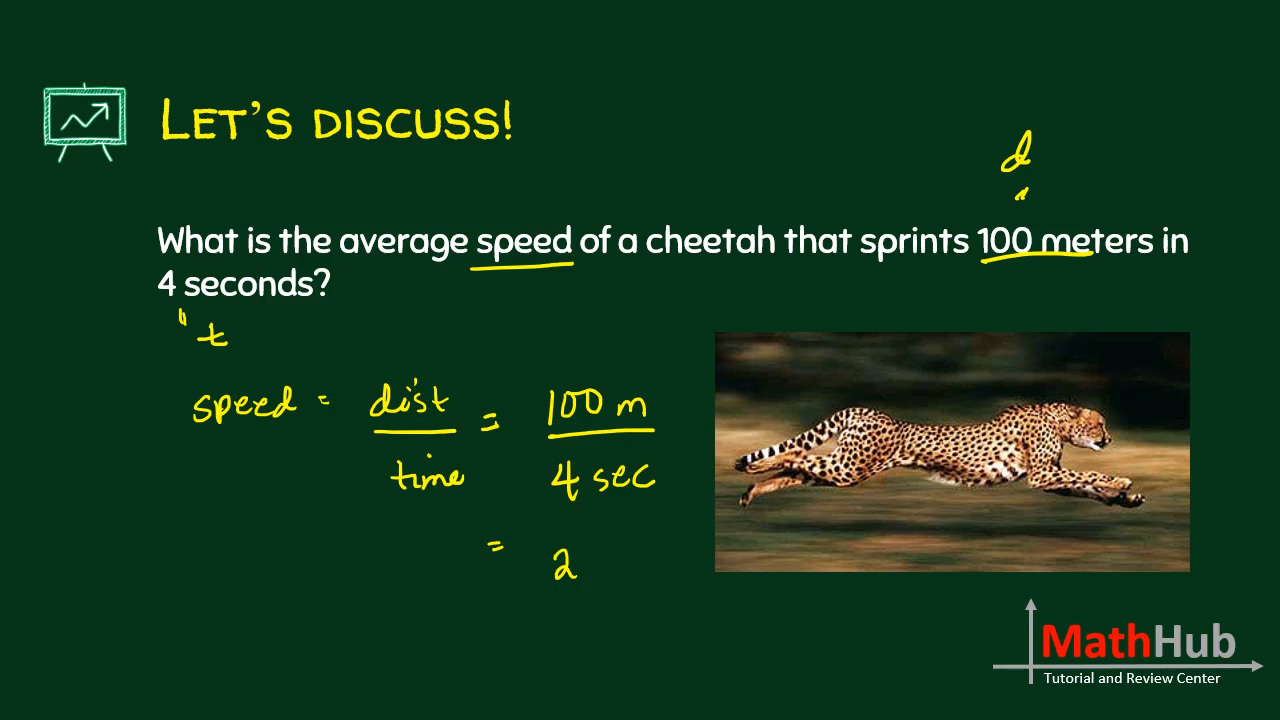 LET'S DISCUSS!
d
What is the average speed of a cheetah that sprints 100 meters in
4 seconds?
t
speed = dist / time = 100 m / 4 sec
= 2
MathHub
Tutorial and Review Center